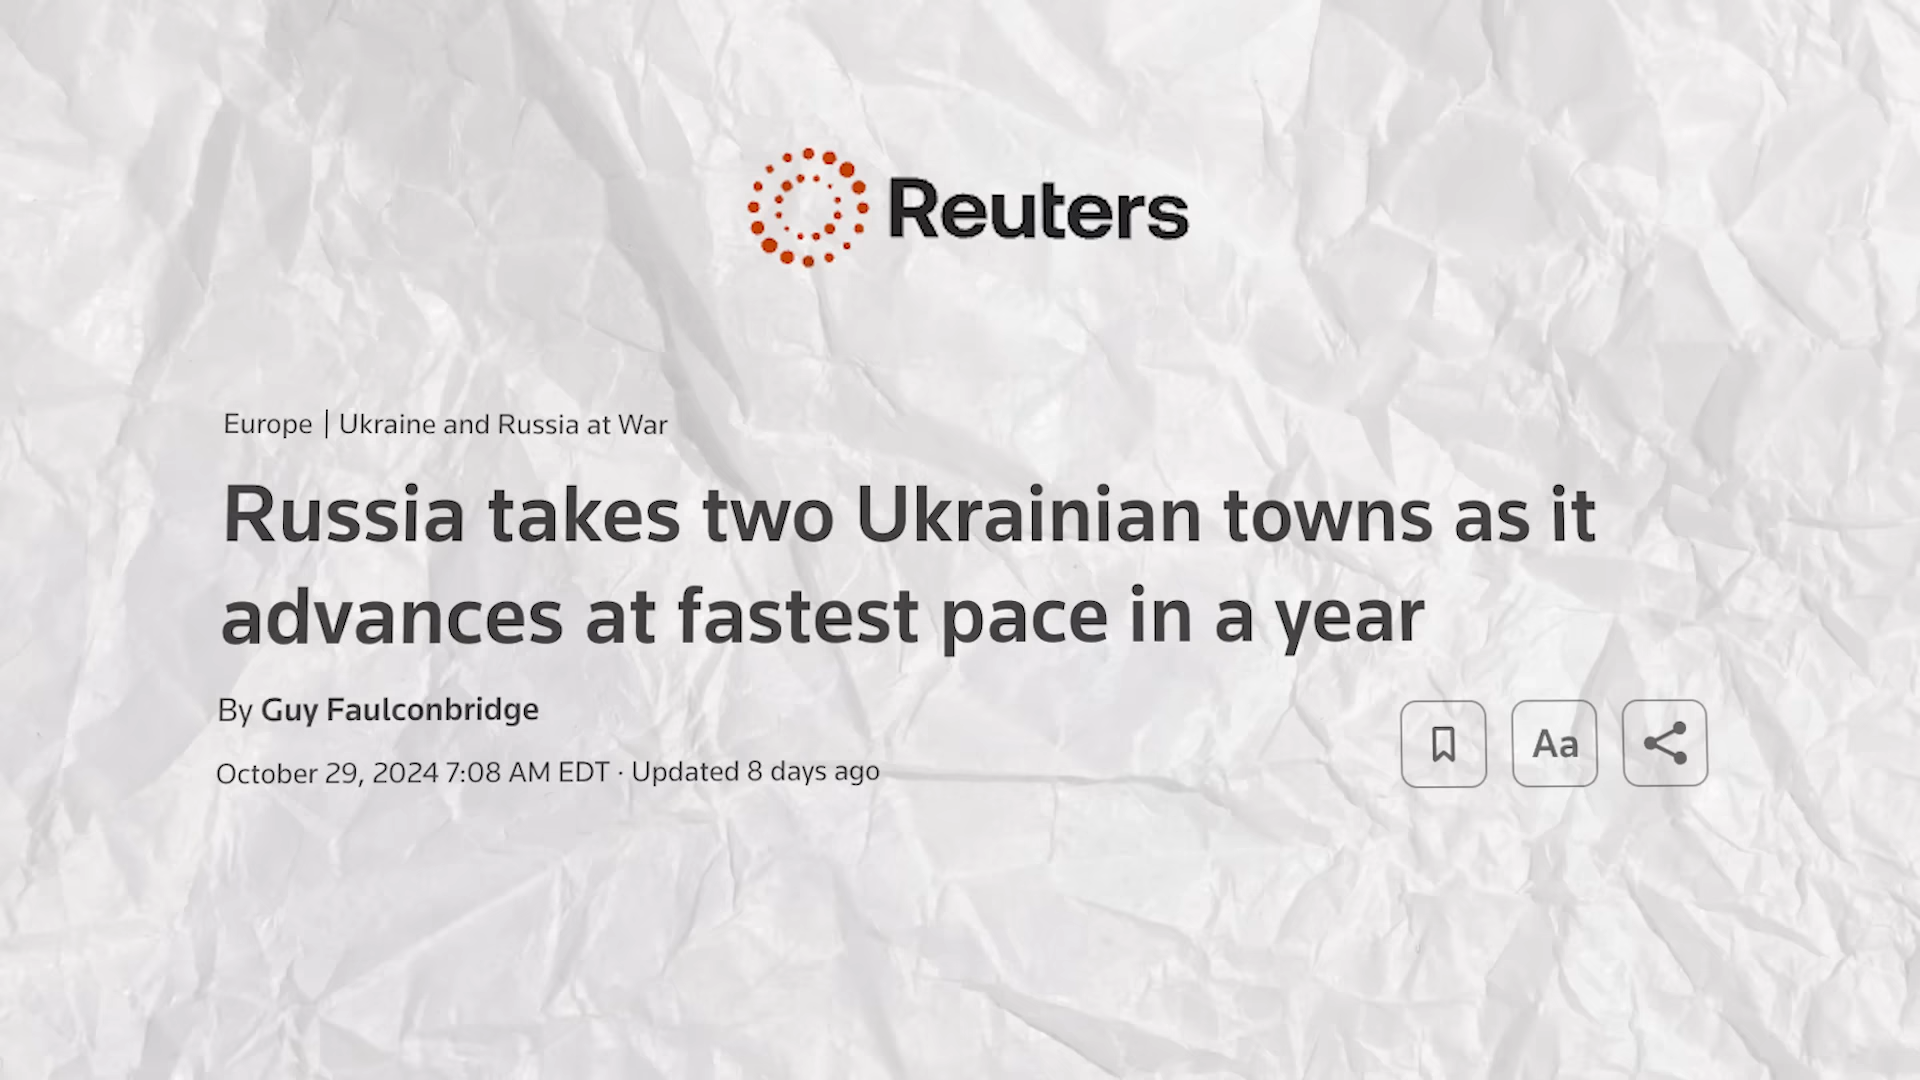 Reuters
Europe | Ukraine and Russia at War
Russia takes two Ukrainian towns as it
advances at fastest pace in a year
By Guy Faulconbridge
October 29, 2024 7:08 AM EDT · Updated 8 days ago
Aa